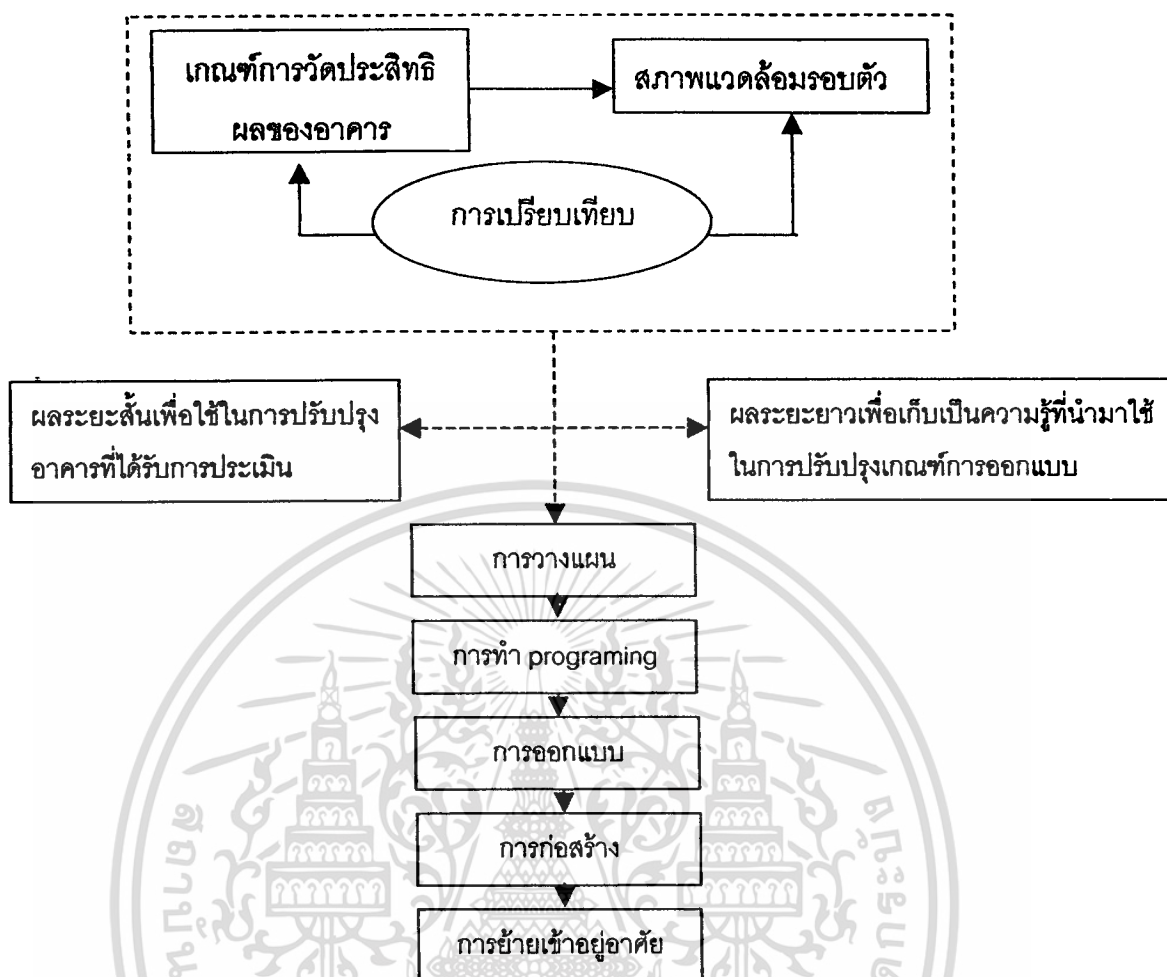 เกณฑ์การวัดประสิทธิ
ผลของอาคาร
สภาพแวดล้อมรอบตัว
การเปรียบเทียบ
ผลระยะสั้นเพื่อใช้ในการปรับปรุง
อาคารที่ได้รับการประเมิน
ผลระยะยาวเพื่อเก็บเป็นความรู้ที่นำมาใช้
ในการปรับปรุงเกณฑ์การออกแบบ
การวางแผน
การทำ programing
การออกแบบ
การก่อสร้าง
การย้ายเข้าอยู่อาศัย